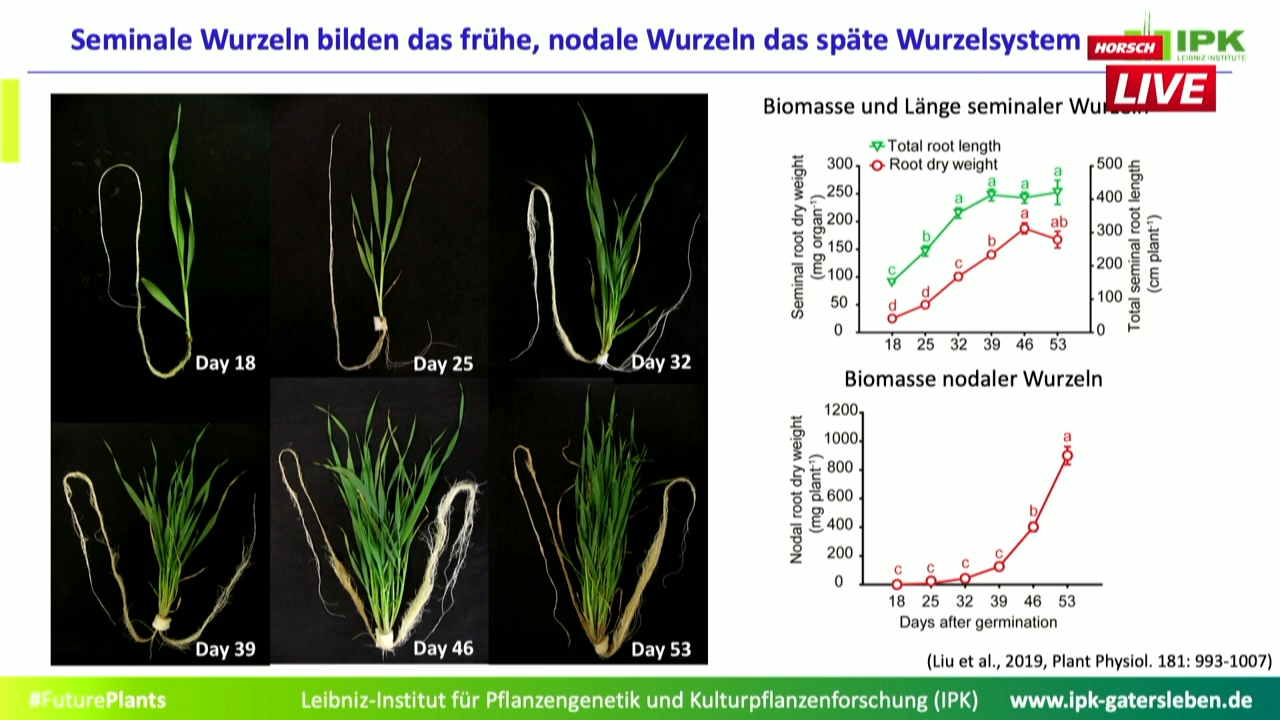 Seminale Wurzeln bilden das frühe, nodale Wurzeln das späte Wurzelsystem
HORSCH
LIVE
IPK
LEIBNIZ INSTITUTE
Day 18
Day 25
Day 32
Day 39
Day 46
Day 53
Biomasse und Länge seminaler Wurzeln
Total root length
Root dry weight
Seminal root dry weight
(mg organ⁻¹)
300
250
200
150
100
50
0
500
400
300
200
100
0
Total seminal root length
(cm plant⁻¹)
c
b
a
a
a
a
d
d
c
b
a
ab
18 25 32 39 46 53
Biomasse nodaler Wurzeln
Nodal root dry weight
(mg plant⁻¹)
1200
1000
800
600
400
200
0
c
c
c
c
b
a
18 25 32 39 46 53
Days after germination
(Liu et al., 2019, Plant Physiol. 181: 993-1007)
#FuturePlants
Leibniz-Institut für Pflanzengenetik und Kulturpflanzenforschung (IPK)
www.ipk-gatersleben.de